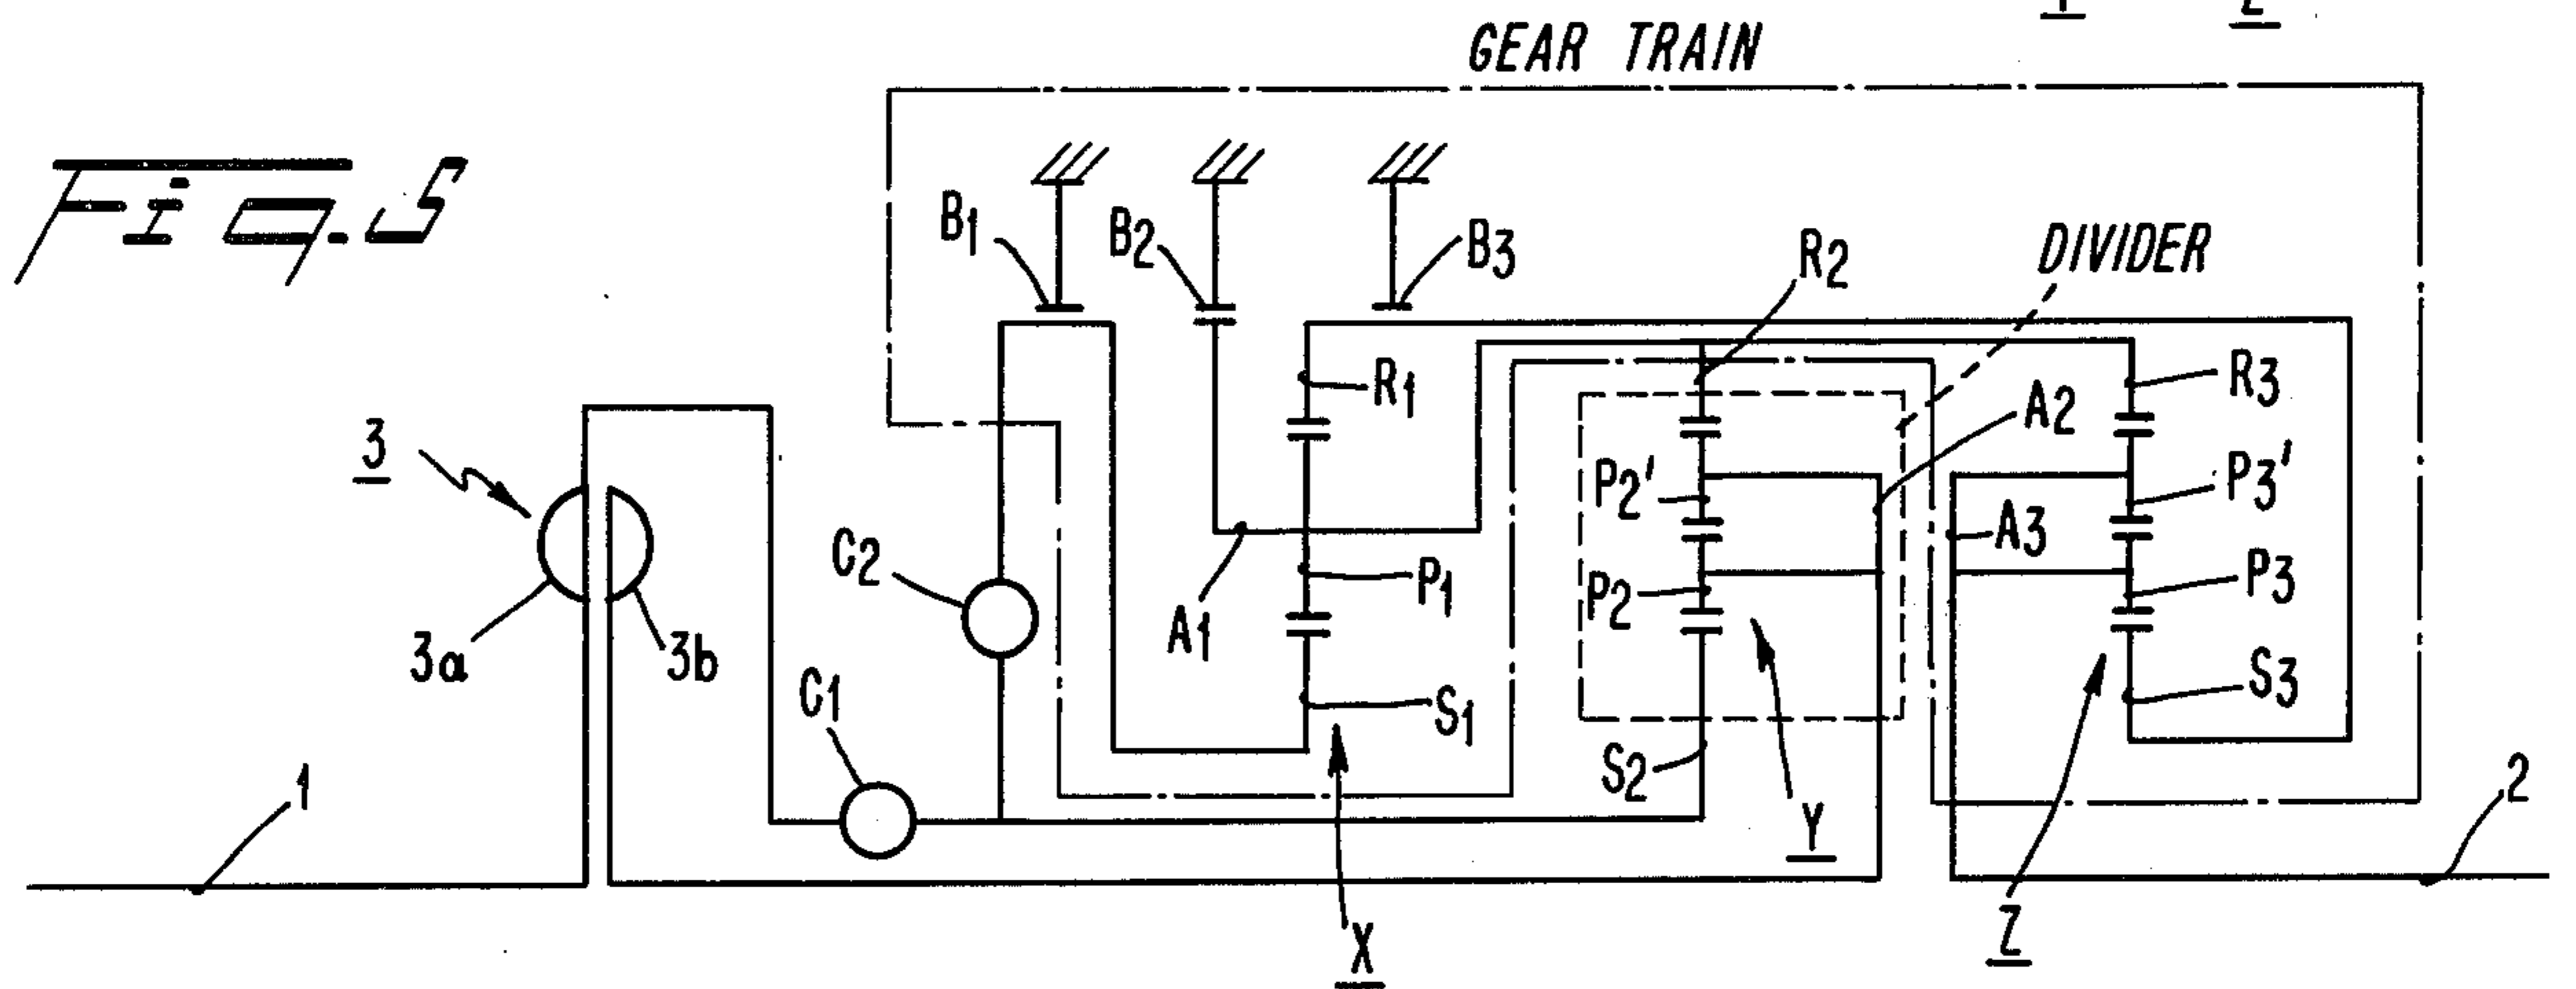 GEAR TRAIN
Fig. 5
B1
B2
B3
R2
DIVIDER
R1
R3
A2
3
P2'
P3'
C2
A3
P1
P2
P3
A1
3a
3b
C1
S1
S3
S2
1
Y
2
X
Z